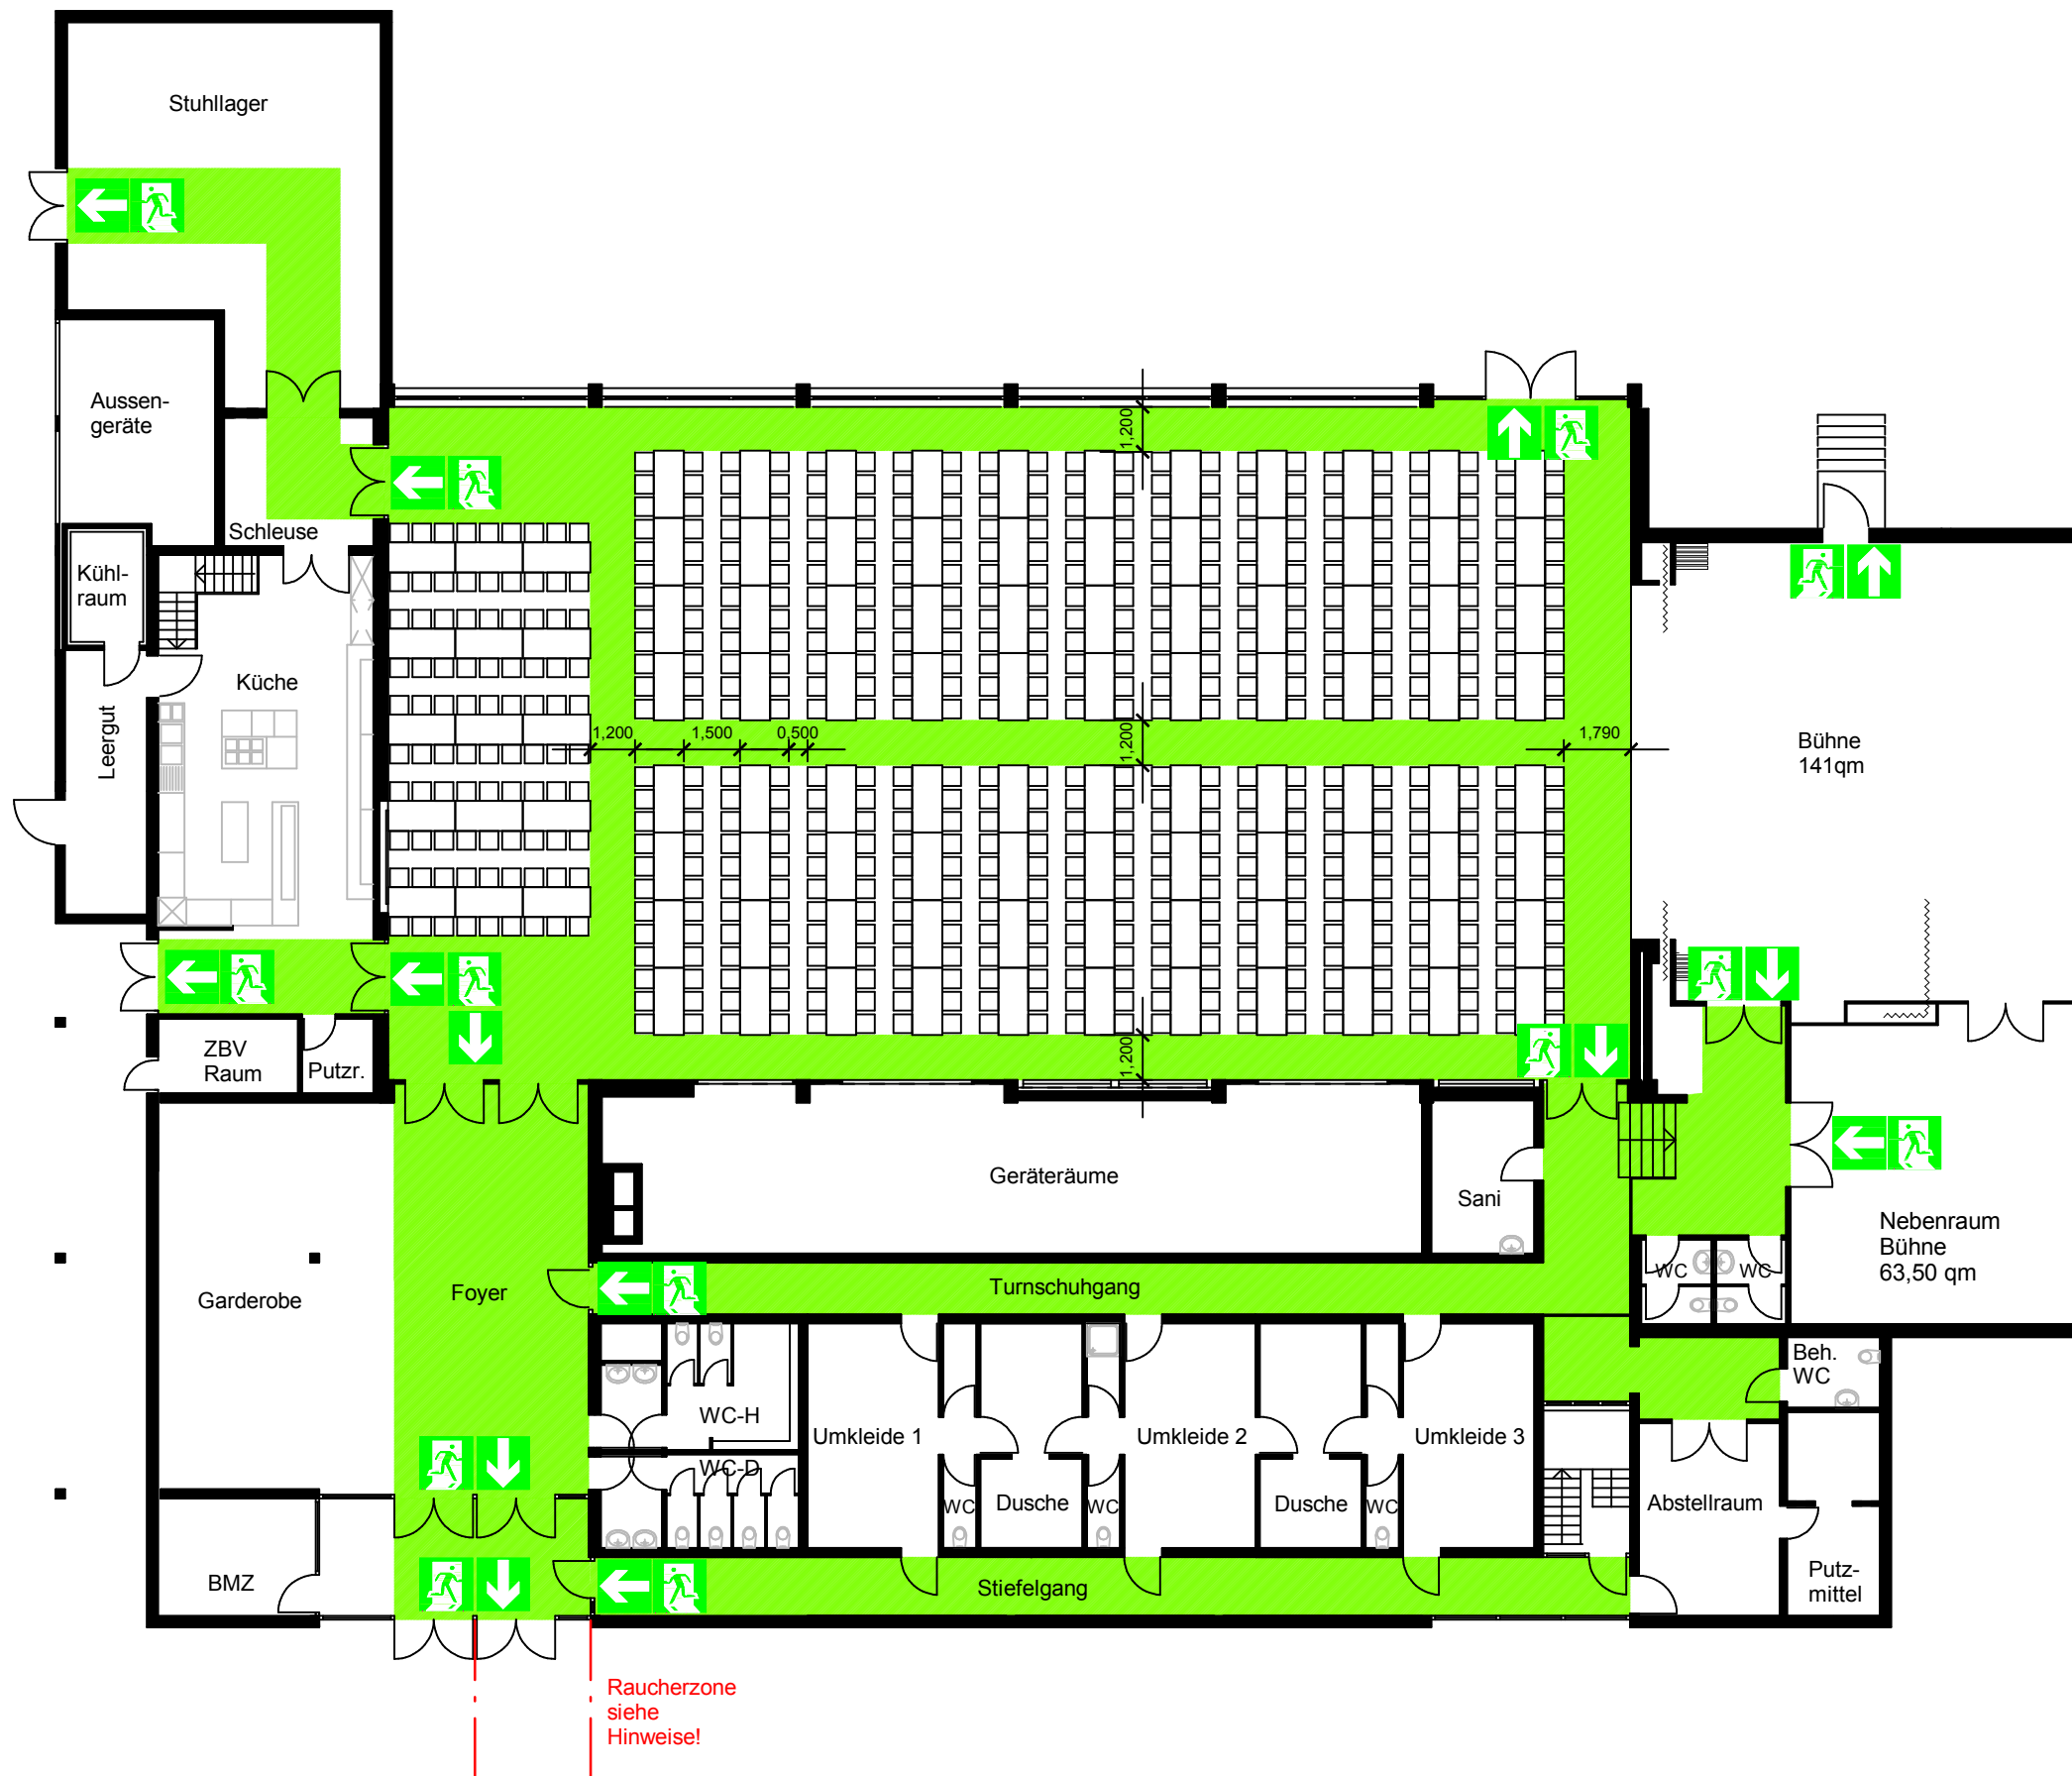 Stuhllager
Aussen-
geräte
1,200
Schleuse
Kühl-
raum
Küche
Leergut
1,200
1,500
0,500
1,200
1,790
Bühne
141qm
ZBV
Raum
Putzr.
1,200
Geräteräume
Sani
Nebenraum
Bühne
63,50 qm
Garderobe
Foyer
Turnschuhgang
WC
WC
Beh.
WC
WC-H
Umkleide 1
Umkleide 2
Umkleide 3
WC-D
WC
Dusche
WC
Dusche
WC
Abstellraum
BMZ
Stiefelgang
Putz-
mittel
Raucherzone
siehe
Hinweise!